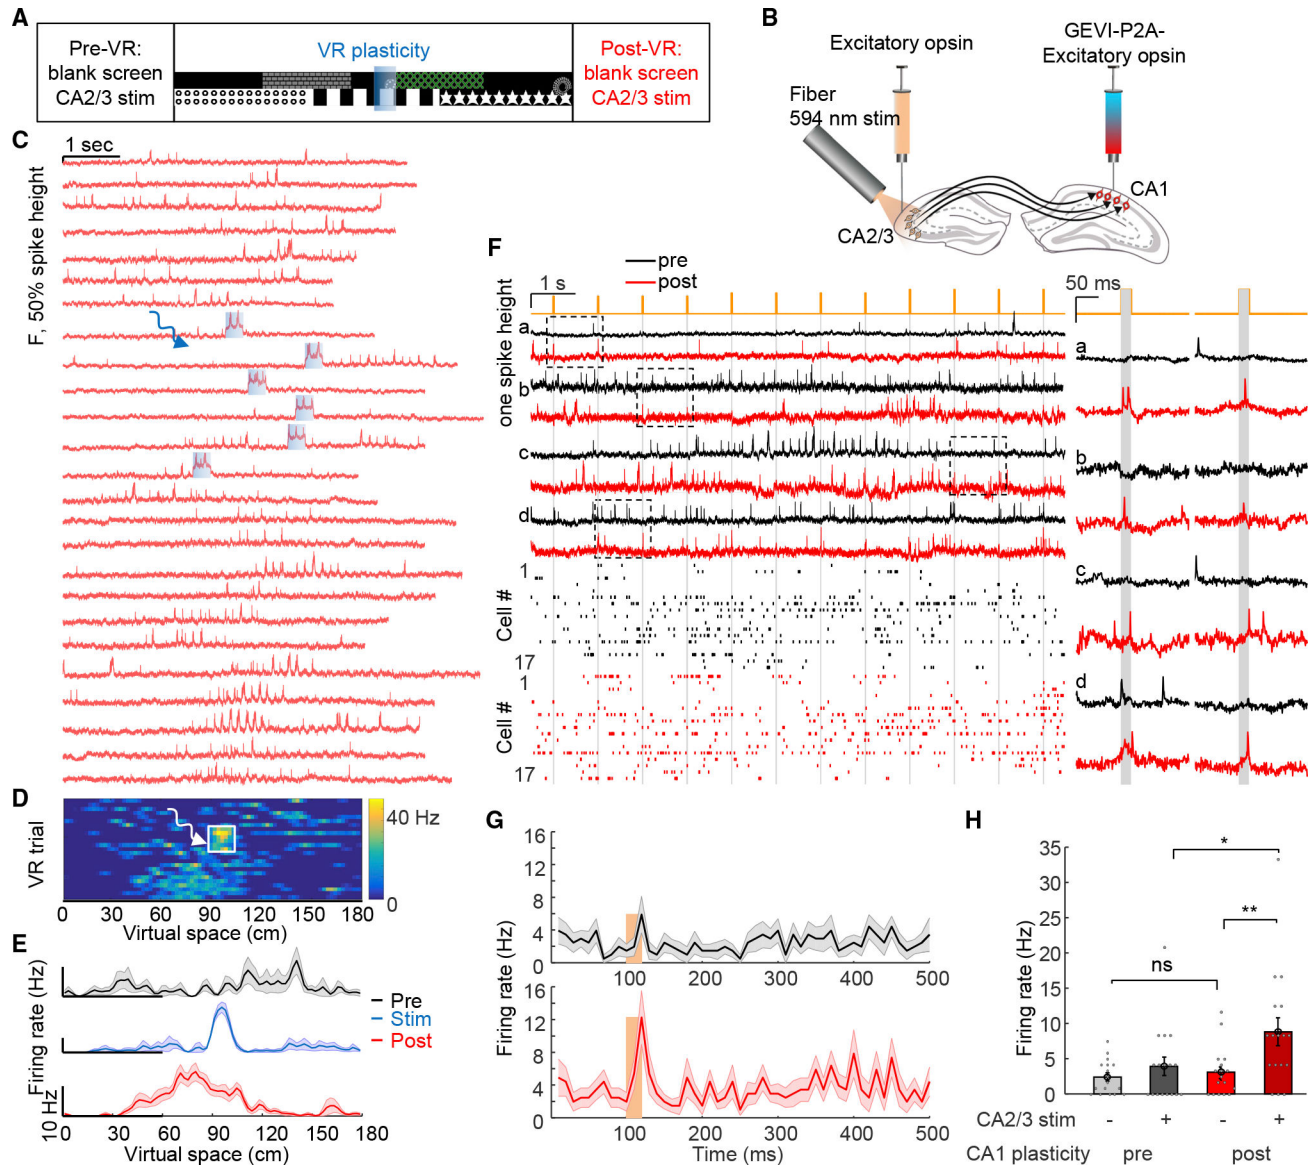 A
Pre-VR:
blank screen
CA2/3 stim
VR plasticity
Post-VR:
blank screen
CA2/3 stim
B
Excitatory opsin
GEVI-P2A-
Excitatory opsin
Fiber
594 nm stim
CA1
CA2/3
C
1 sec
F, 50% spike height
D
VR trial
40 Hz
0
0 30 60 90 120 150 180
Virtual space (cm)
E
Firing rate (Hz)
10 Hz
Pre
Stim
Post
0 30 60 90 120 150 180
Virtual space (cm)
F
pre
post
1 s
one spike height
a
b
c
d
1
Cell #
17
1
Cell #
17
50 ms
a
b
c
d
G
16
12
8
4
0
0 100 200 300 400 500
16
12
8
4
0
100 200 300 400 500
Firing rate (Hz)
Time (ms)
H
35
30
25
20
15
10
5
0
Firing rate (Hz)
*
**
ns
CA2/3 stim - + - +
CA1 plasticity pre post